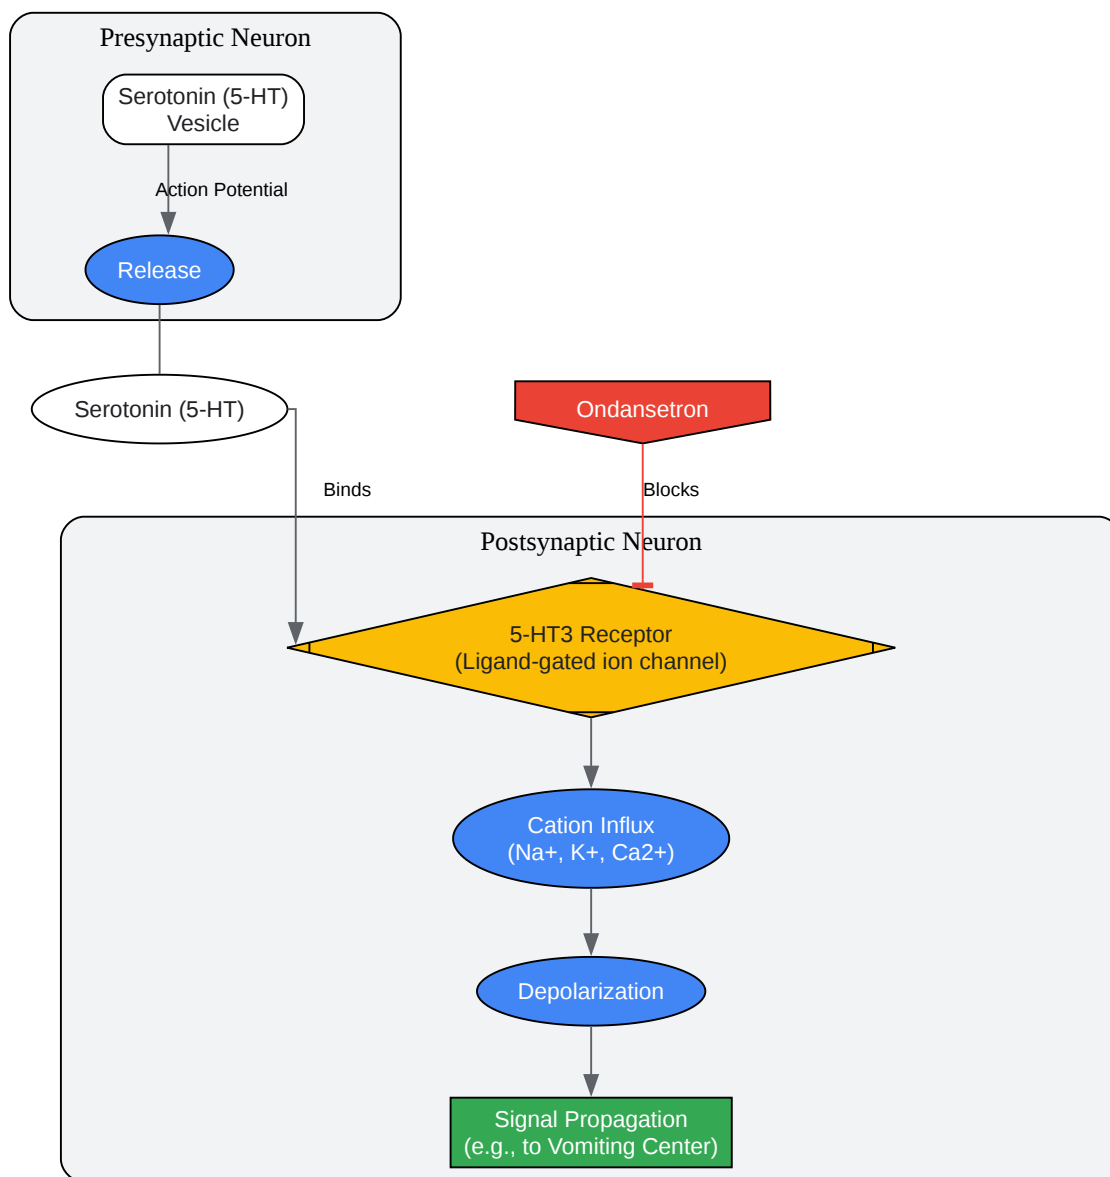 Presynaptic Neuron
Serotonin (5-HT)
Vesicle
Action Potential
Release
Serotonin (5-HT)
Ondansetron
Binds
Blocks
Postsynaptic Neuron
5-HT3 Receptor
(Ligand-gated ion channel)
Cation Influx
(Na+, K+, Ca2+)
Depolarization
Signal Propagation
(e.g., to Vomiting Center)